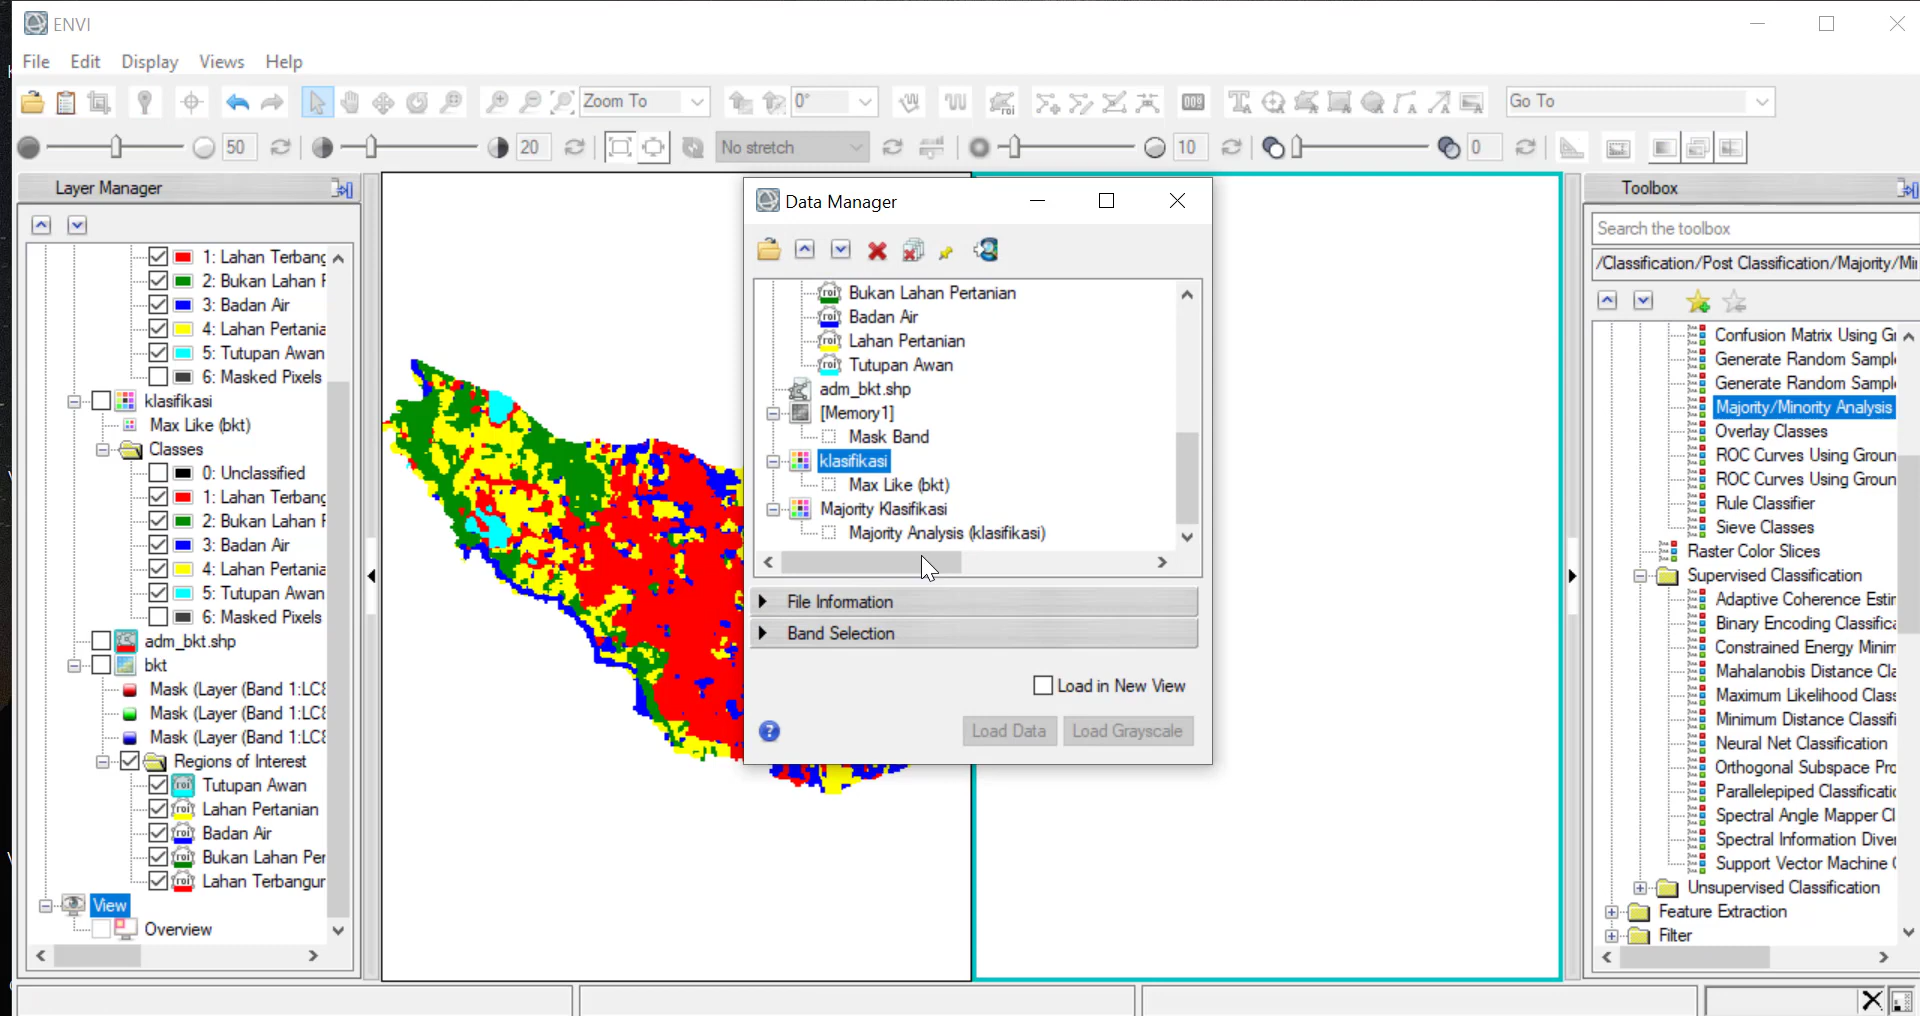 ENVI
File Edit Display Views Help
Zoom To
0°
Go To
50
20
No stretch
10
0
Layer Manager
1: Lahan Terbang
2: Bukan Lahan F
3: Badan Air
4: Lahan Pertania
5: Tutupan Awan
6: Masked Pixels
klasifikasi
Max Like (bkt)
Classes
0: Unclassified
1: Lahan Terbang
2: Bukan Lahan F
3: Badan Air
4: Lahan Pertania
5: Tutupan Awan
6: Masked Pixels
adm_bkt.shp
bkt
Mask (Layer (Band 1:LC8
Mask (Layer (Band 1:LC8
Mask (Layer (Band 1:LC8
Regions of Interest
Tutupan Awan
Lahan Pertanian
Badan Air
Bukan Lahan Per
Lahan Terbangur
View
Overview
Data Manager
Bukan Lahan Pertanian
Badan Air
Lahan Pertanian
Tutupan Awan
adm_bkt.shp
[Memory1]
Mask Band
klasifikasi
Max Like (bkt)
Majority Klasifikasi
Majority Analysis (klasifikasi)
File Information
Band Selection
Load in New View
Load Data Load Grayscale
Toolbox
Search the toolbox
/Classification/Post Classification/Majority/Mi
Confusion Matrix Using Gr
Generate Random Sampl
Generate Random Sampl
Majority/Minority Analysis
Overlay Classes
ROC Curves Using Groun
ROC Curves Using Groun
Rule Classifier
Sieve Classes
Raster Color Slices
Supervised Classification
Adaptive Coherence Estin
Binary Encoding Classifica
Constrained Energy Minim
Mahalanobis Distance Cla
Maximum Likelihood Class
Minimum Distance Classifi
Neural Net Classification
Orthogonal Subspace Pro
Parallelepiped Classificatio
Spectral Angle Mapper Cl
Spectral Information Diver
Support Vector Machine
Unsupervised Classification
Feature Extraction
Filter